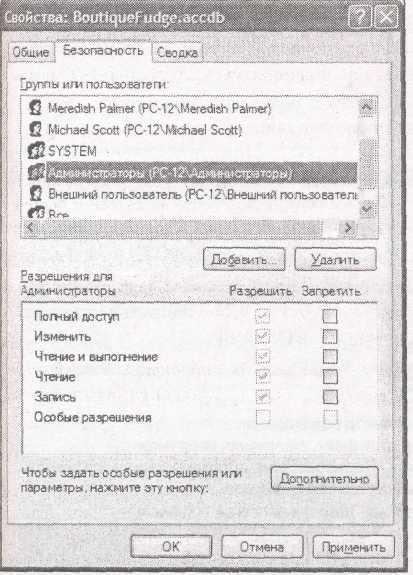 Свойства: BoutiqueFudge.accdb
Общие Безопасность Сводка
Группы или пользователи:
Meredish Palmer (PC-12\Meredish Palmer)
Michael Scott (PC-12\Michael Scott)
SYSTEM
Администраторы (PC-12\Администраторы)
Внешний пользователь (PC-12\Внешний пользователь
Все
Добавить... Удалить
Разрешения для
Администраторы Разрешить Запретить
Полный доступ
Изменить
Чтение и выполнение
Чтение
Запись
Особые разрешения
Чтобы задать особые разрешения или
параметры, нажмите эту кнопку:
Дополнительно
OK Отмена Применить